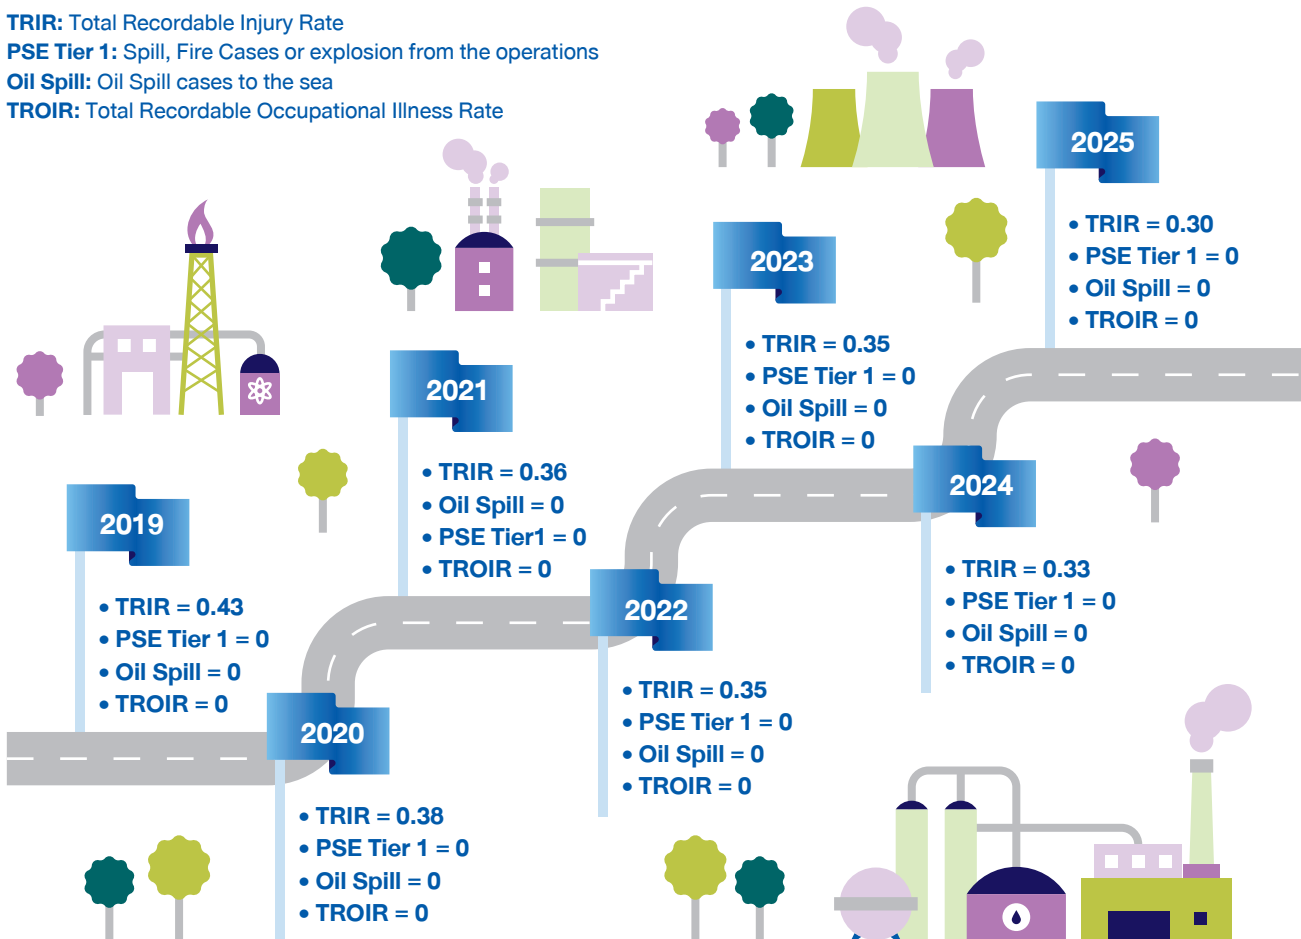 TRIR: Total Recordable Injury Rate
PSE Tier 1: Spill, Fire Cases or explosion from the operations
Oil Spill: Oil Spill cases to the sea
TROIR: Total Recordable Occupational Illness Rate
2019
• TRIR = 0.43
• PSE Tier 1 = 0
• Oil Spill = 0
• TROIR = 0
2020
• TRIR = 0.38
• PSE Tier 1 = 0
• Oil Spill = 0
• TROIR = 0
2021
• TRIR = 0.36
• Oil Spill = 0
• PSE Tier1 = 0
• TROIR = 0
2022
• TRIR = 0.35
• PSE Tier 1 = 0
• Oil Spill = 0
• TROIR = 0
2023
• TRIR = 0.35
• PSE Tier 1 = 0
• Oil Spill = 0
• TROIR = 0
2024
• TRIR = 0.33
• PSE Tier 1 = 0
• Oil Spill = 0
• TROIR = 0
2025
• TRIR = 0.30
• PSE Tier 1 = 0
• Oil Spill = 0
• TROIR = 0